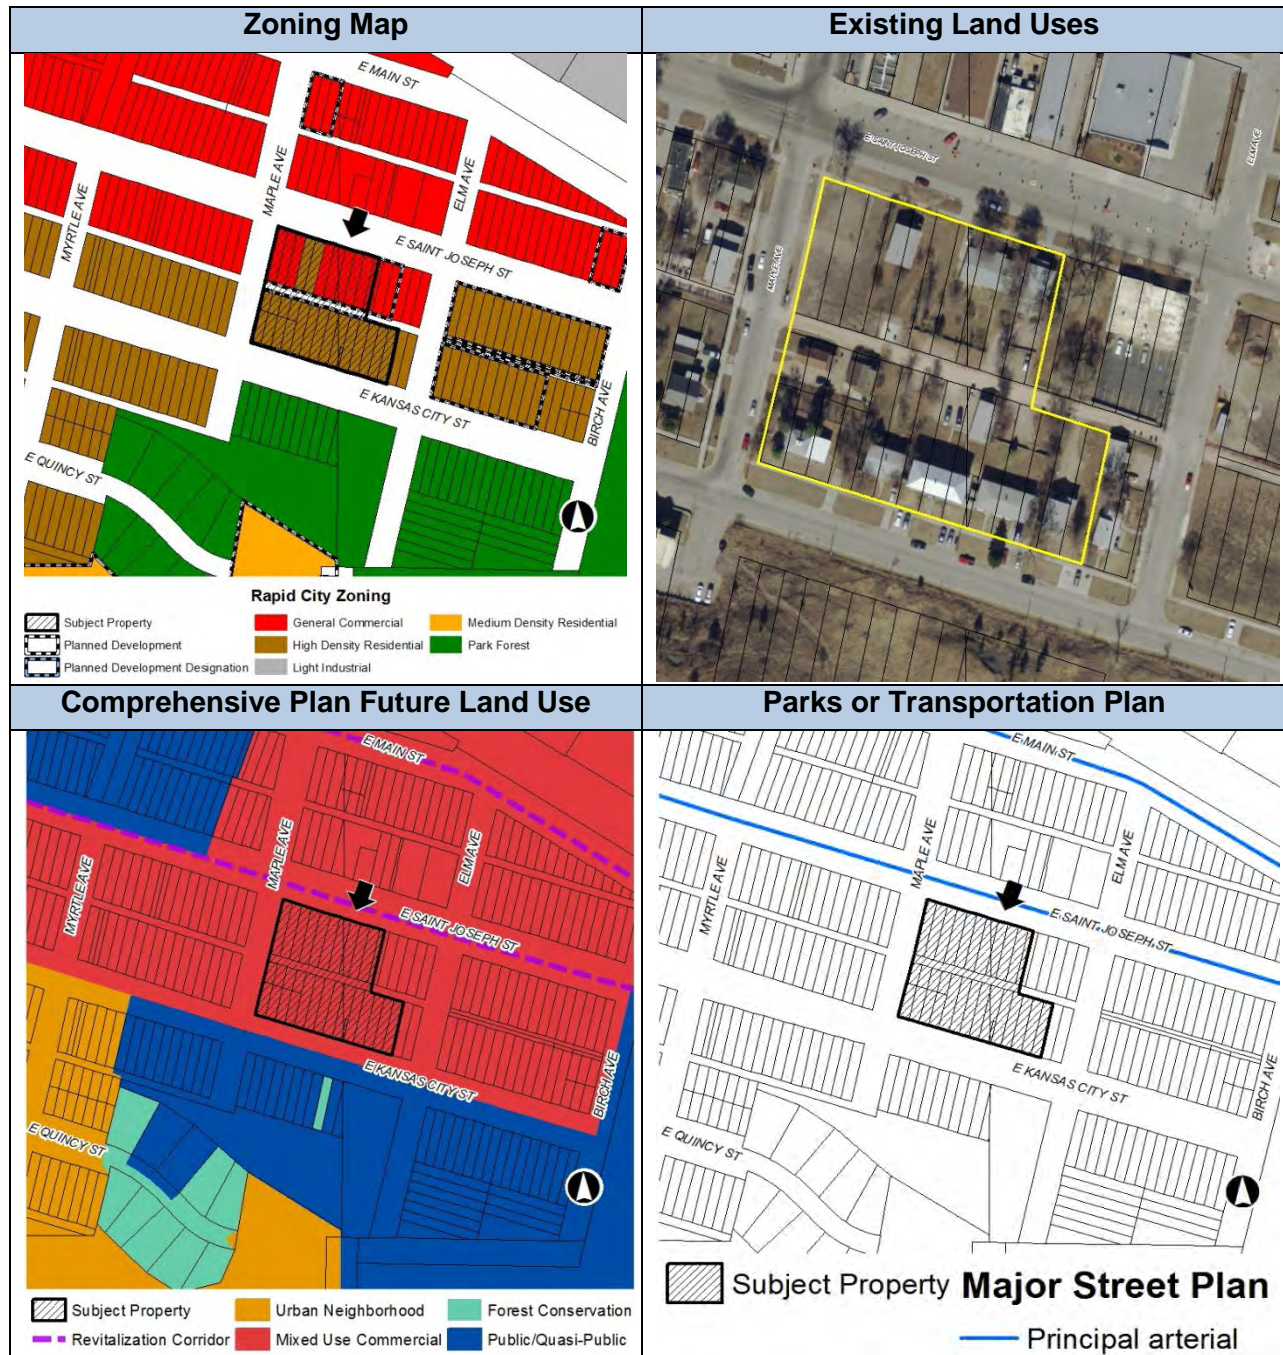 Zoning Map
Existing Land Uses
E MAIN ST
MAPLE AVE
ELM AVE
MYRTLE AVE
E SAINT JOSEPH ST
E KANSAS CITY ST
BIRCH AVE
E QUINCY ST
Rapid City Zoning
Subject Property
General Commercial
Medium Density Residential
Planned Development
High Density Residential
Park Forest
Planned Development Designation
Light Industrial
E SAINT JOSEPH ST
ELM AVE
MAPLE AVE
Comprehensive Plan Future Land Use
Parks or Transportation Plan
E MAIN ST
MAPLE AVE
ELM AVE
MYRTLE AVE
E SAINT JOSEPH ST
E KANSAS CITY ST
BIRCH AVE
E QUINCY ST
Subject Property
Urban Neighborhood
Forest Conservation
Revitalization Corridor
Mixed Use Commercial
Public/Quasi-Public
E MAIN ST
MAPLE AVE
ELM AVE
MYRTLE AVE
E SAINT JOSEPH ST
E KANSAS CITY ST
BIRCH AVE
E QUINCY ST
Subject Property Major Street Plan
Principal arterial